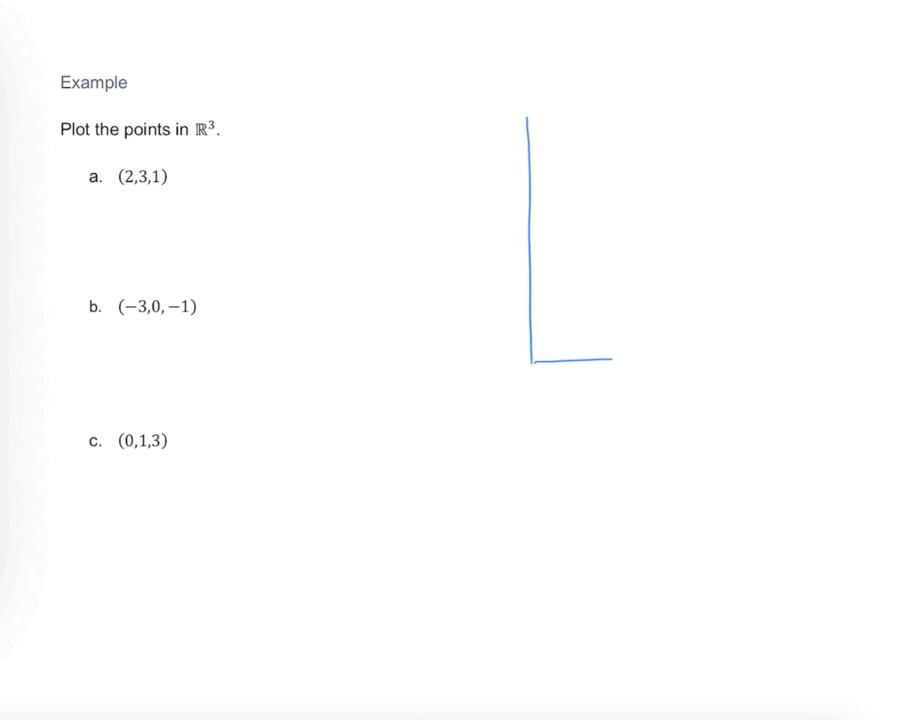 Example
Plot the points in ℝ³.
a. (2,3,1)
b. (−3,0,−1)
c. (0,1,3)